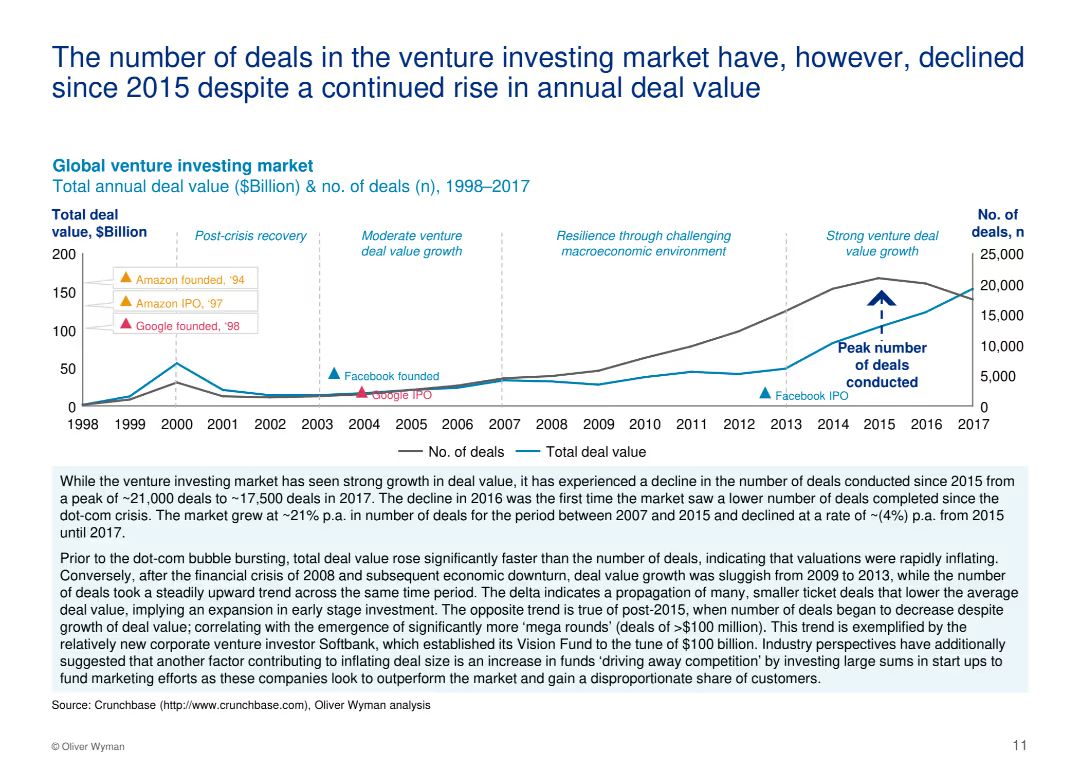 The number of deals in the venture investing market have, however, declined
since 2015 despite a continued rise in annual deal value
Global venture investing market
Total annual deal value ($Billion) & no. of deals (n), 1998–2017
Total deal
value, $Billion
No. of
deals, n
Post-crisis recovery
Moderate venture
deal value growth
Resilience through challenging
macroeconomic environment
Strong venture deal
value growth
200
150
100
50
0
25,000
20,000
15,000
10,000
5,000
0
Amazon founded, ‘94
Amazon IPO, ‘97
Google founded, ‘98
Facebook founded
Google IPO
Facebook IPO
Peak number
of deals
conducted
1998 1999 2000 2001 2002 2003 2004 2005 2006 2007 2008 2009 2010 2011 2012 2013 2014 2015 2016 2017
No. of deals Total deal value
While the venture investing market has seen strong growth in deal value, it has experienced a decline in the number of deals conducted since 2015 from
a peak of ~21,000 deals to ~17,500 deals in 2017. The decline in 2016 was the first time the market saw a lower number of deals completed since the
dot-com crisis. The market grew at ~21% p.a. in number of deals for the period between 2007 and 2015 and declined at a rate of ~(4%) p.a. from 2015
until 2017.
Prior to the dot-com bubble bursting, total deal value rose significantly faster than the number of deals, indicating that valuations were rapidly inflating.
Conversely, after the financial crisis of 2008 and subsequent economic downturn, deal value growth was sluggish from 2009 to 2013, while the number
of deals took a steadily upward trend across the same time period. The delta indicates a propagation of many, smaller ticket deals that lower the average
deal value, implying an expansion in early stage investment. The opposite trend is true of post-2015, when number of deals began to decrease despite
growth of deal value; correlating with the emergence of significantly more ‘mega rounds’ (deals of >$100 million). This trend is exemplified by the
relatively new corporate venture investor Softbank, which established its Vision Fund to the tune of $100 billion. Industry perspectives have additionally
suggested that another factor contributing to inflating deal size is an increase in funds ‘driving away competition’ by investing large sums in start ups to
fund marketing efforts as these companies look to outperform the market and gain a disproportionate share of customers.
Source: Crunchbase (http://www.crunchbase.com), Oliver Wyman analysis
© Oliver Wyman
11